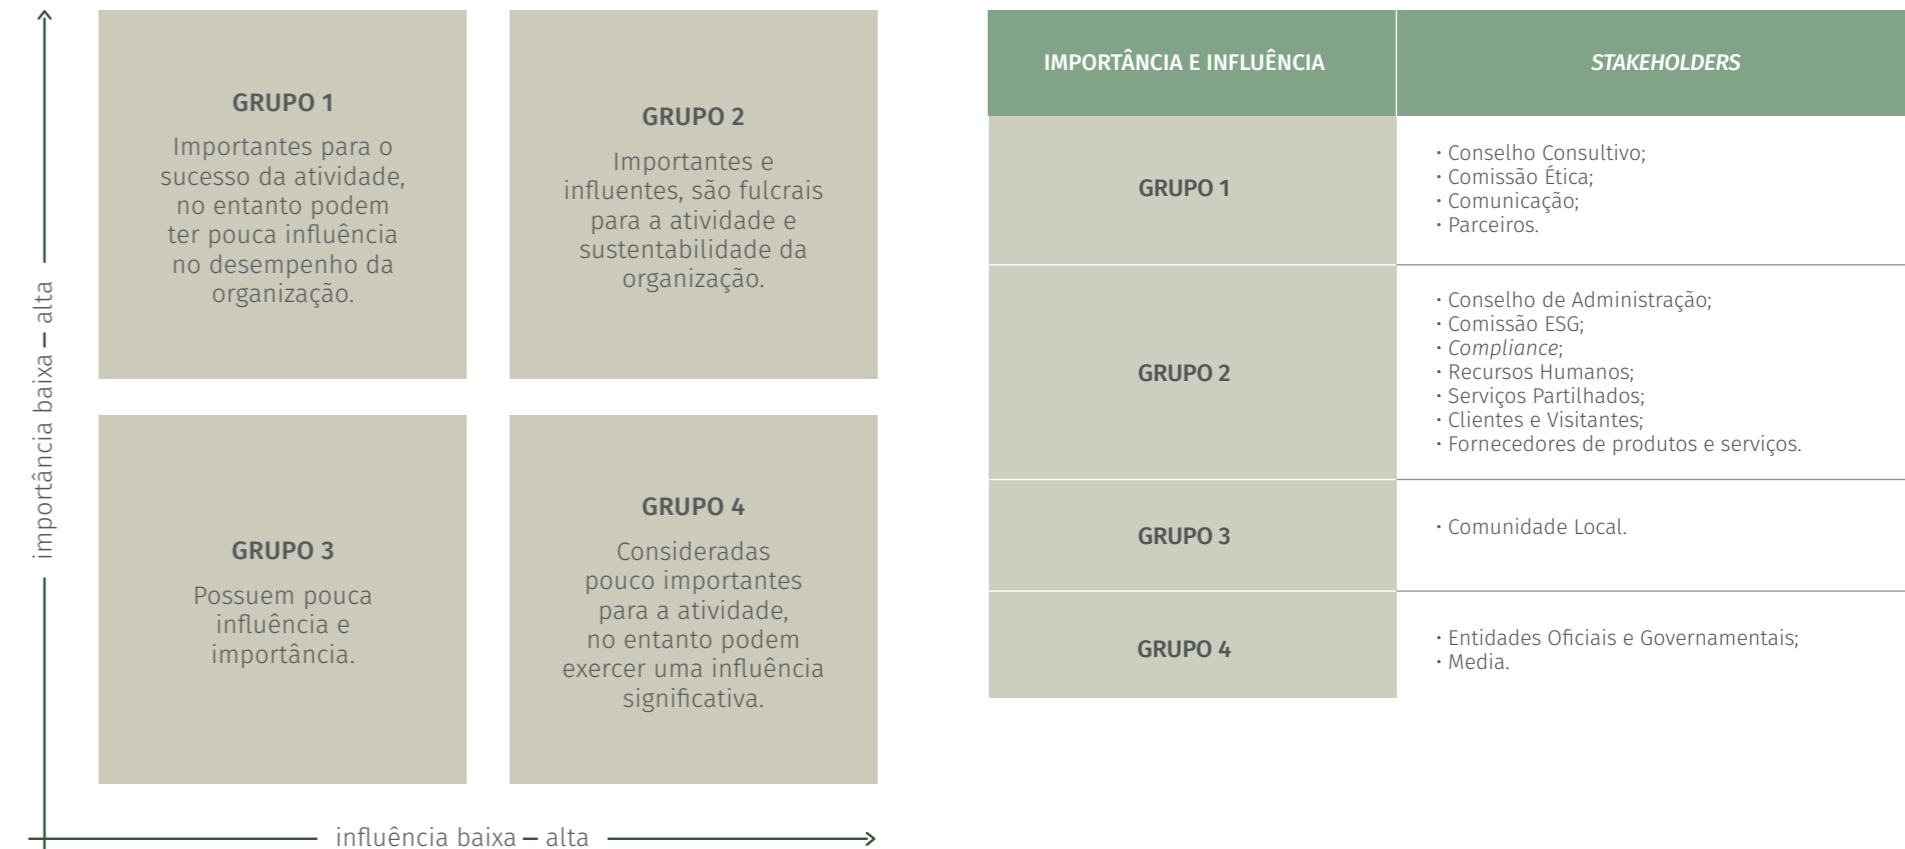 GRUPO 1
Importantes para o
sucesso da atividade,
no entanto podem
ter pouca influência
no desempenho da
organização.
GRUPO 2
Importantes e
influentes, são fulcrais
para a atividade e
sustentabilidade da
organização.
GRUPO 3
Possuem pouca
influência e
importância.
GRUPO 4
Consideradas
pouco importantes
para a atividade,
no entanto podem
exercer uma influência
significativa.
importância baixa – alta
influência baixa – alta
IMPORTÂNCIA E INFLUÊNCIA
STAKEHOLDERS
GRUPO 1
• Conselho Consultivo;
• Comissão Ética;
• Comunicação;
• Parceiros.
GRUPO 2
• Conselho de Administração;
• Comissão ESG;
• Compliance;
• Recursos Humanos;
• Serviços Partilhados;
• Clientes e Visitantes;
• Fornecedores de produtos e serviços.
GRUPO 3
• Comunidade Local.
GRUPO 4
• Entidades Oficiais e Governamentais;
• Media.